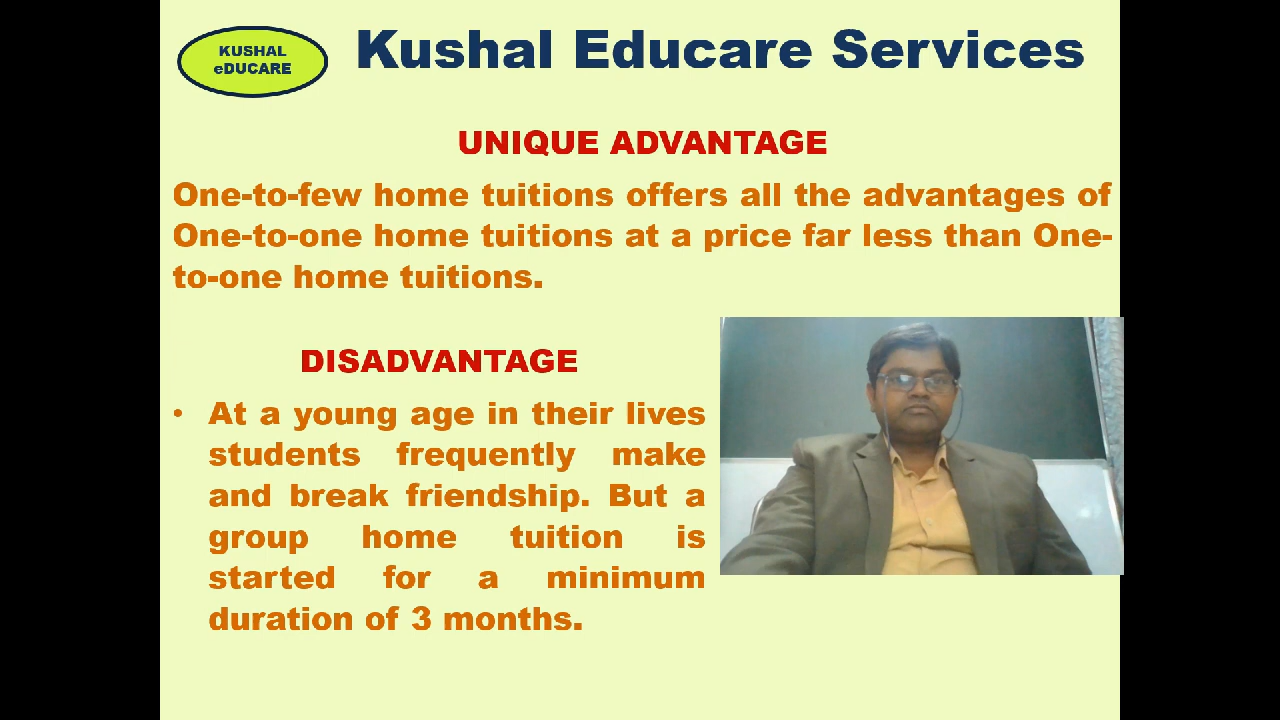 KUSHAL
eDUCARE
Kushal Educare Services
UNIQUE ADVANTAGE
One-to-few home tuitions offers all the advantages of
One-to-one home tuitions at a price far less than One-
to-one home tuitions.
DISADVANTAGE
• At a young age in their lives
students frequently make
and break friendship. But a
group home tuition is
started for a minimum
duration of 3 months.